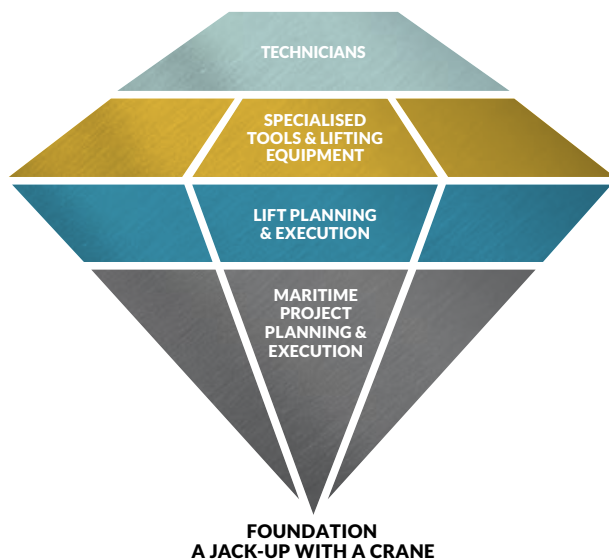 TECHNICIANS
SPECIALISED
TOOLS & LIFTING
EQUIPMENT
LIFT PLANNING
& EXECUTION
MARITIME
PROJECT
PLANNING &
EXECUTION
FOUNDATION
A JACK-UP WITH A CRANE